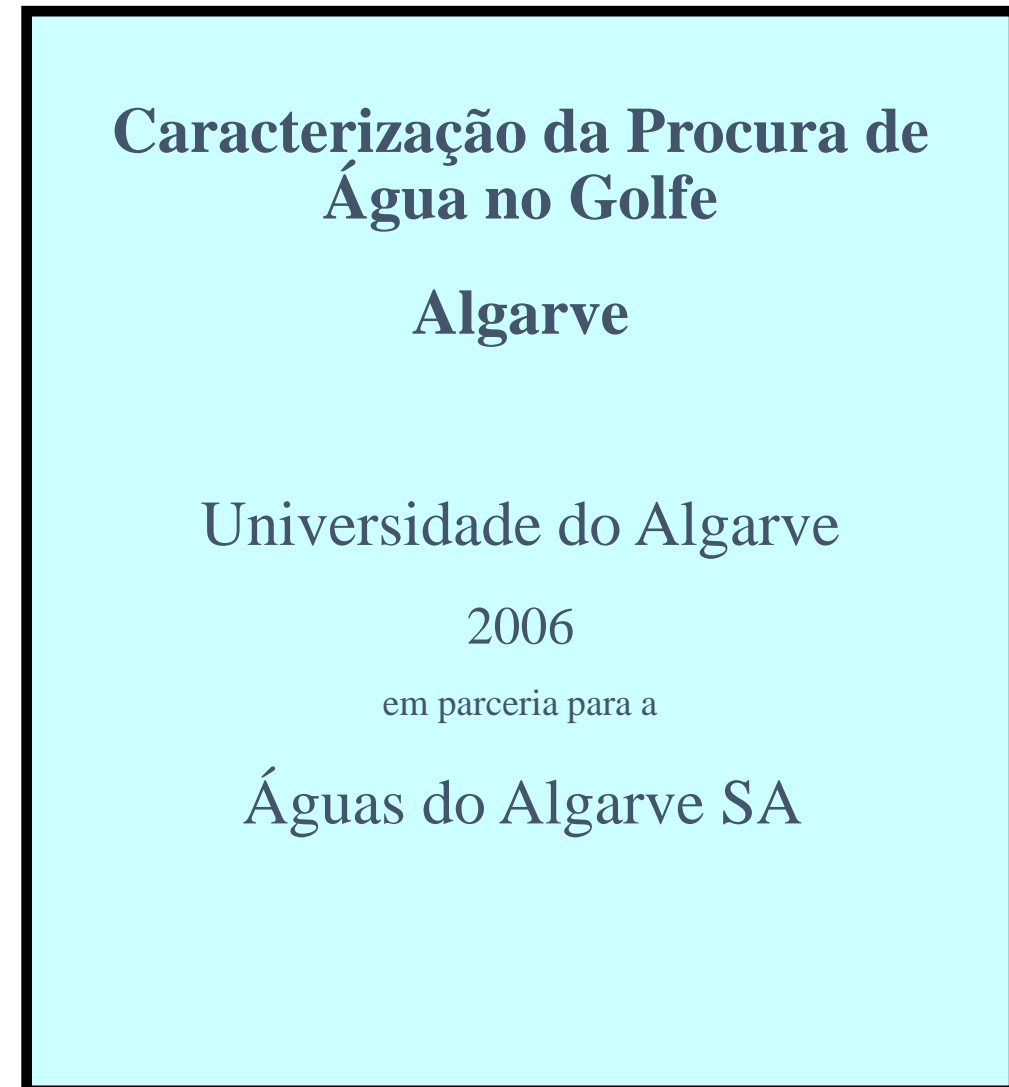 Caracterização da Procura de
Água no Golfe
Algarve
Universidade do Algarve
2006
em parceria para a
Águas do Algarve SA